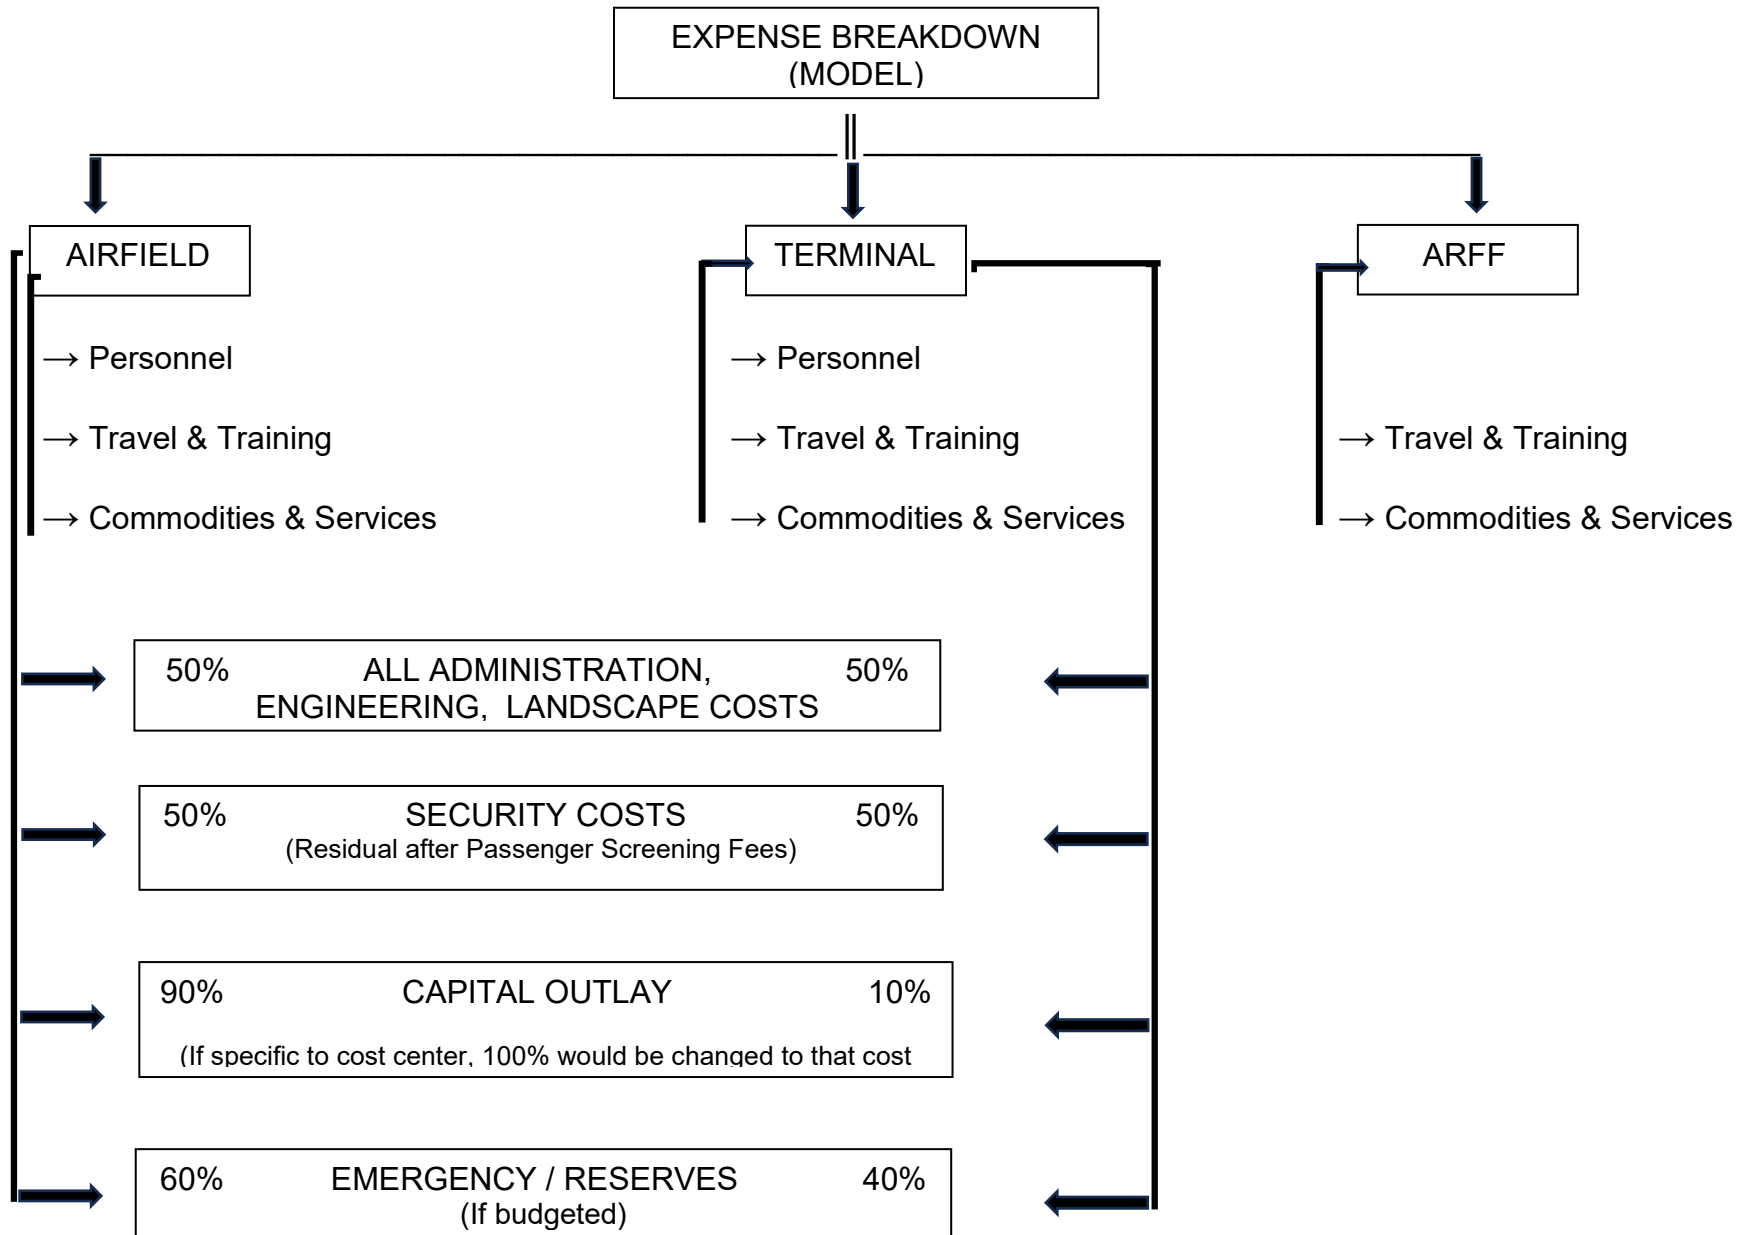 EXPENSE BREAKDOWN
(MODEL)
AIRFIELD
TERMINAL
ARFF
→ Personnel
→ Personnel
→ Travel & Training
→ Travel & Training
→ Travel & Training
→ Commodities & Services
→ Commodities & Services
→ Commodities & Services
50% ALL ADMINISTRATION, 50%
ENGINEERING, LANDSCAPE COSTS
50% SECURITY COSTS 50%
(Residual after Passenger Screening Fees)
90% CAPITAL OUTLAY 10%
(If specific to cost center, 100% would be changed to that cost
60% EMERGENCY / RESERVES 40%
(If budgeted)